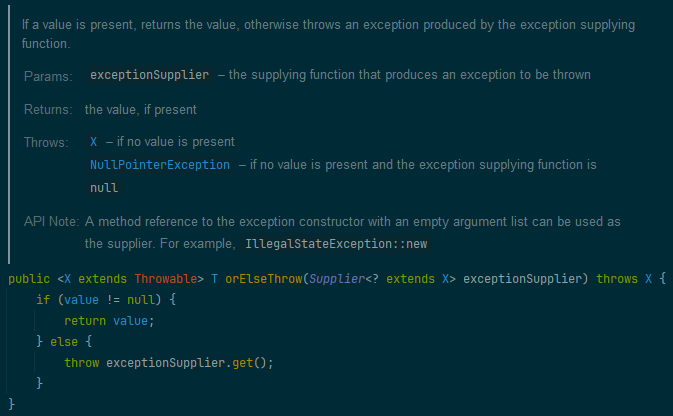 If a value is present, returns the value, otherwise throws an exception produced by the exception supplying
function.
Params: exceptionSupplier – the supplying function that produces an exception to be thrown
Returns: the value, if present
Throws: X – if no value is present
NullPointerException – if no value is present and the exception supplying function is
null
API Note: A method reference to the exception constructor with an empty argument list can be used as
the supplier. For example, IllegalStateException::new
public <X extends Throwable> T orElseThrow(Supplier<? extends X> exceptionSupplier) throws X {
    if (value != null) {
        return value;
    } else {
        throw exceptionSupplier.get();
    }
}